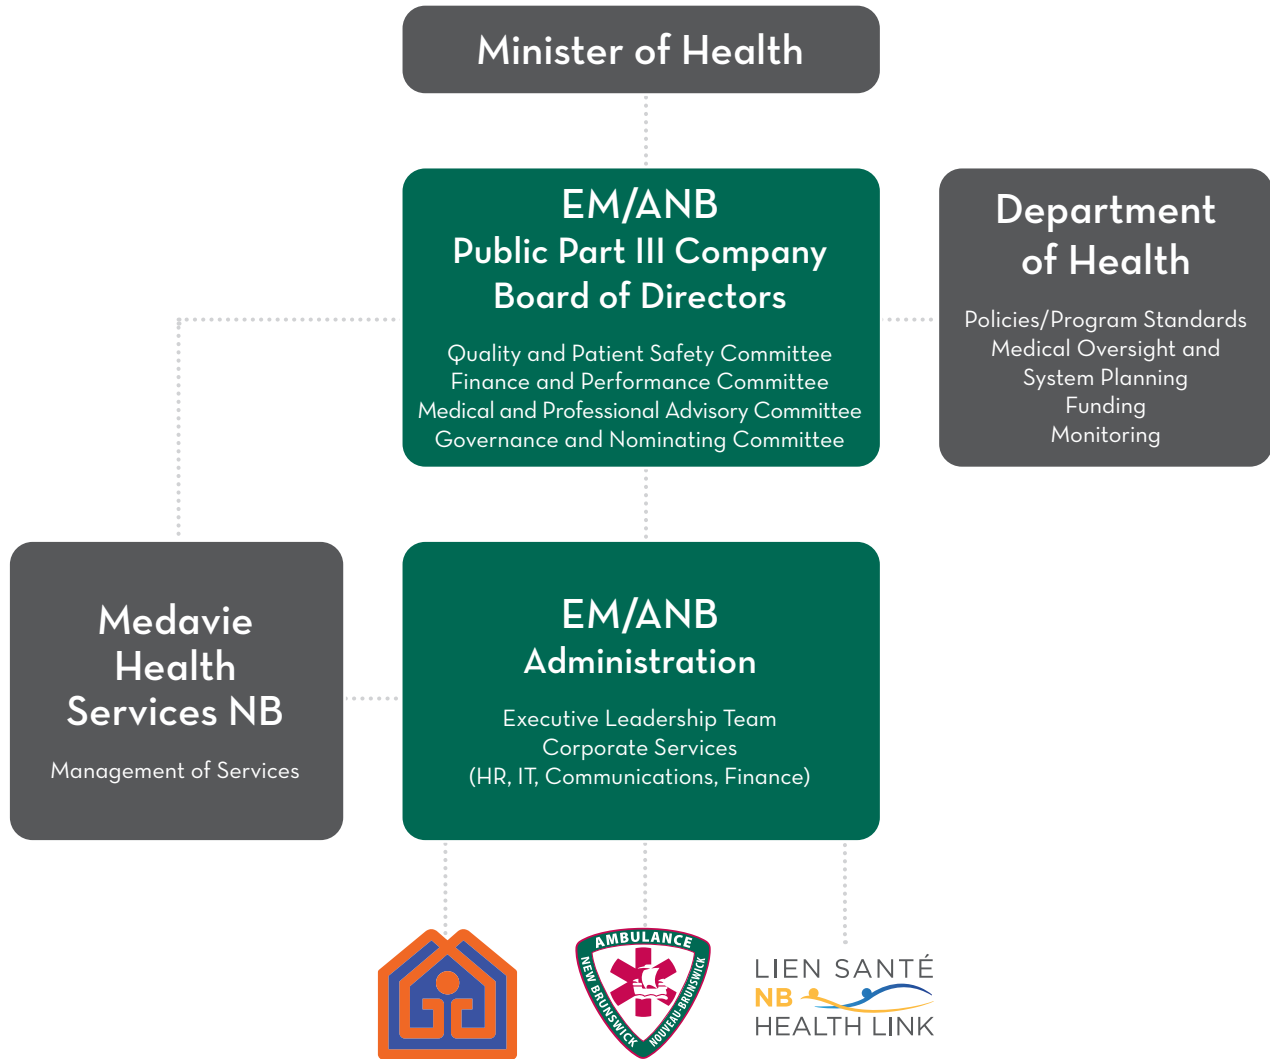 Minister of Health
EM/ANB
Public Part III Company
Board of Directors
Quality and Patient Safety Committee
Finance and Performance Committee
Medical and Professional Advisory Committee
Governance and Nominating Committee
Department
of Health
Policies/Program Standards
Medical Oversight and
System Planning
Funding
Monitoring
Medavie
Health
Services NB
Management of Services
EM/ANB
Administration
Executive Leadership Team
Corporate Services
(HR, IT, Communications, Finance)
AMBULANCE
NEW BRUNSWICK
NOUVEAU-BRUNSWICK
LIEN SANTÉ
NB
HEALTH LINK